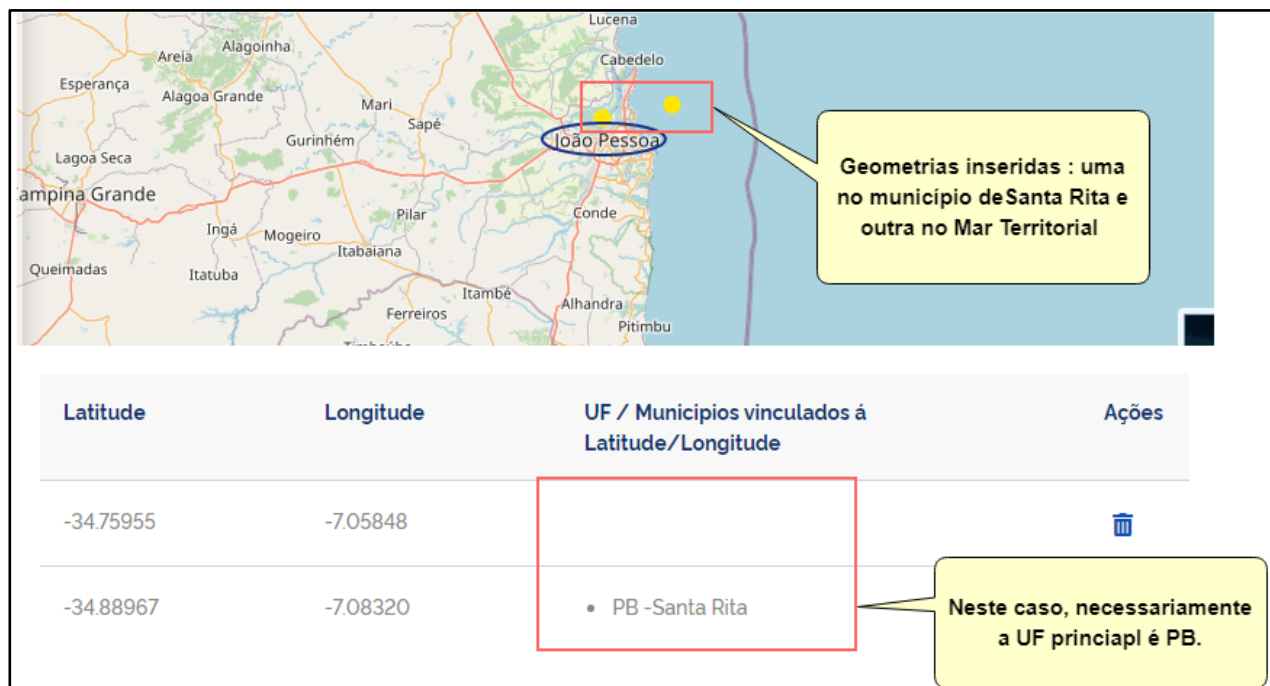 Lucena
Areia
Alagoinha
Cabedelo
Esperança
Alagoa Grande
Mari
Sapé
Gurinhém
João Pessoa
Lagoa Seca
ampina Grande
Pilar
Conde
Ingá
Mogeiro
Itabaiana
Queimadas
Itatuba
Itambé
Alhandra
Ferreiros
Pitimbu
Geometrias inseridas : uma
no município deSanta Rita e
outra no Mar Territorial
Latitude Longitude UF / Municipios vinculados á Ações
Latitude/Longitude
-34.75955 -7.05848
-34.88967 -7.08320 • PB -Santa Rita
Neste caso, necessariamente
a UF princiapl é PB.